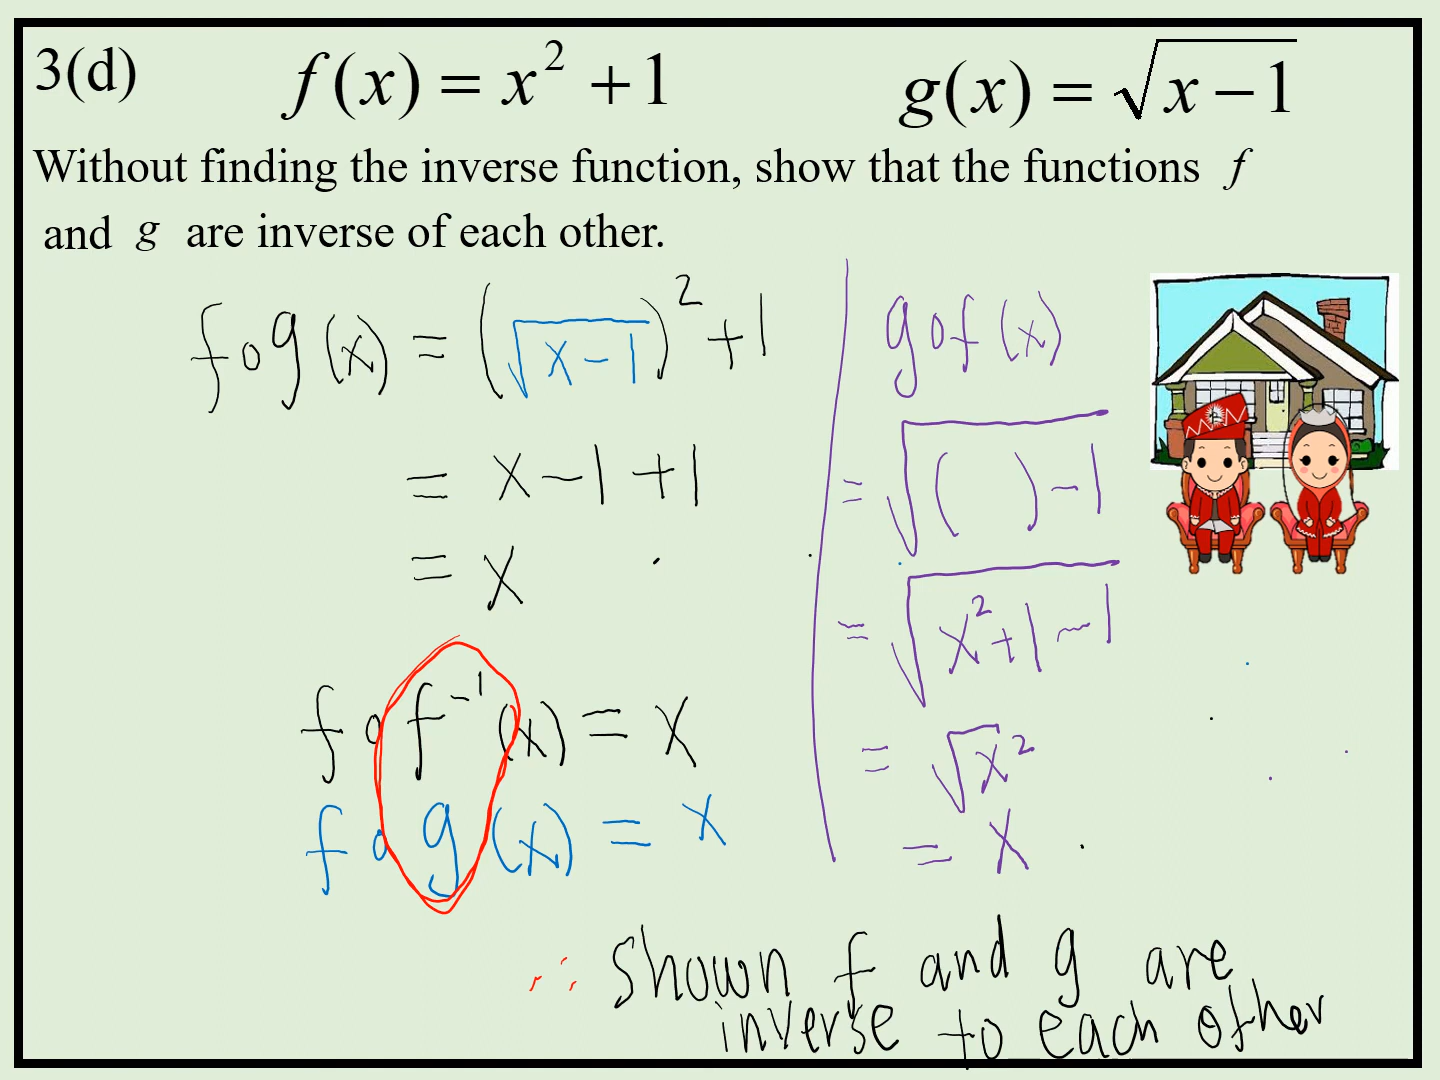 3(d) f(x) = x² + 1 g(x) = √(x − 1)
Without finding the inverse function, show that the functions f
and g are inverse of each other.
fog(x) = (√(x−1))² + 1
= x − 1 + 1
= x
fof⁻¹(x) = x
fog(x) = x
gof(x)
= √(( ) − 1)
= √(x² + 1 − 1)
= √x²
= x
∴ shown f and g are
inverse to each other